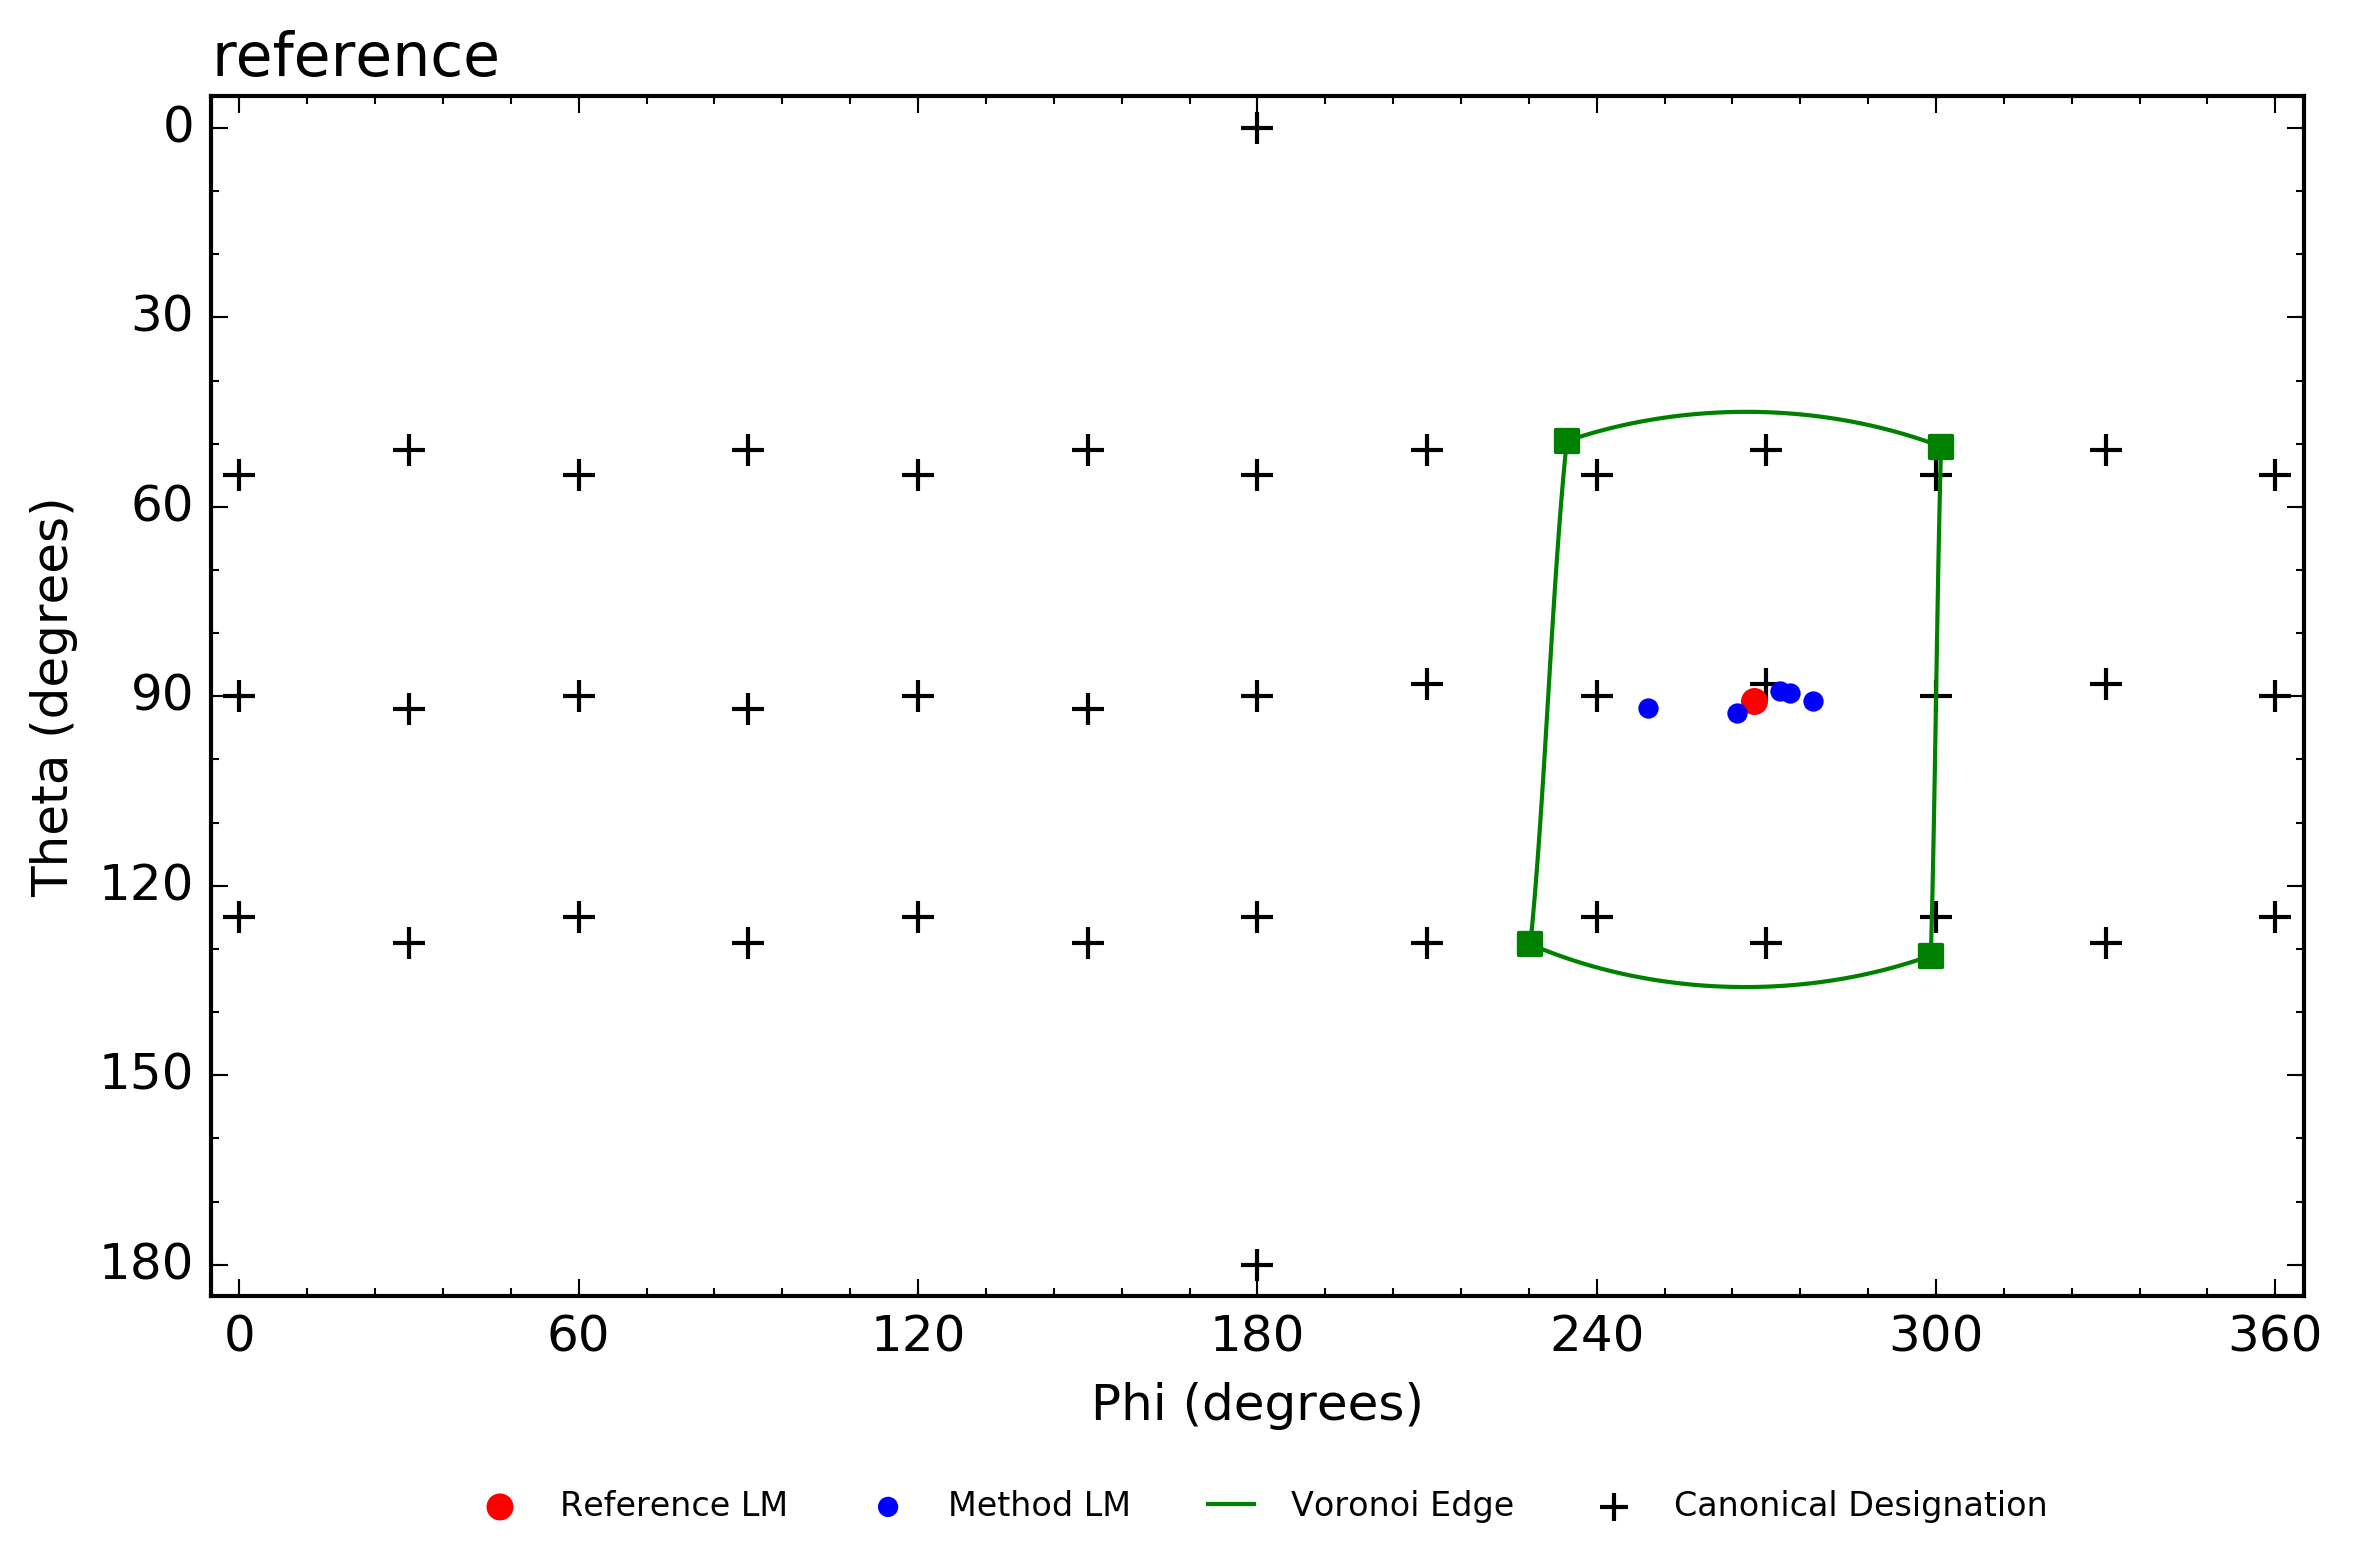 reference
0
30
60
90
120
150
180
Theta (degrees)
0 60 120 180 240 300 360
Phi (degrees)
Reference LM Method LM Voronoi Edge Canonical Designation